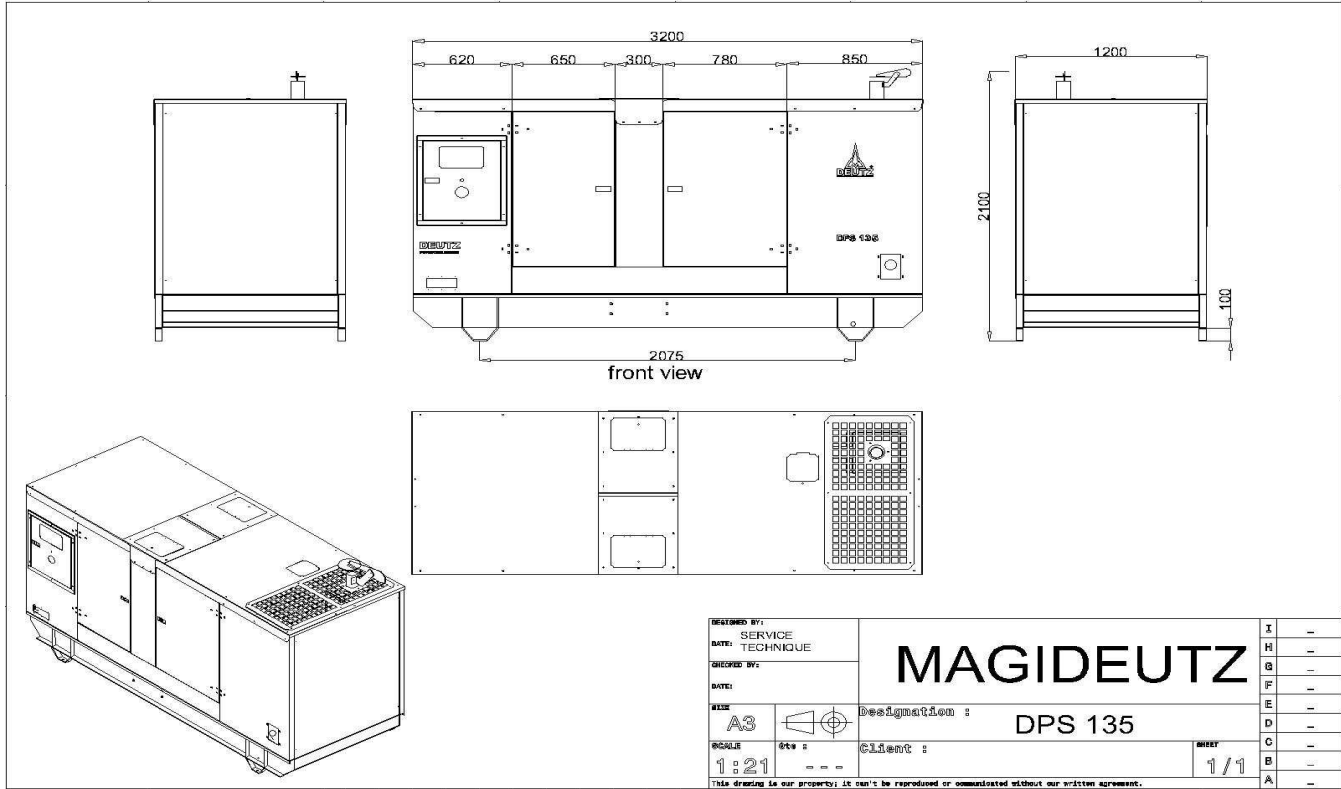 3200
620 650 300 780 850
1200
2100
100
DEUTZ
DPS 135
DEUTZ
2075
front view
DESIGNED BY:
SERVICE
DATE: TECHNIQUE
CHECKED BY:
DATE:
MAGIDEUTZ
SIZE
A3
Designation :
DPS 135
SCALE
1:21
Qte :
- - -
Client :
SHEET
1/1
This drawing is our property; it can't be reproduced or communicated without our written agreement.
I _
H _
G _
F _
E _
D _
C _
B _
A _